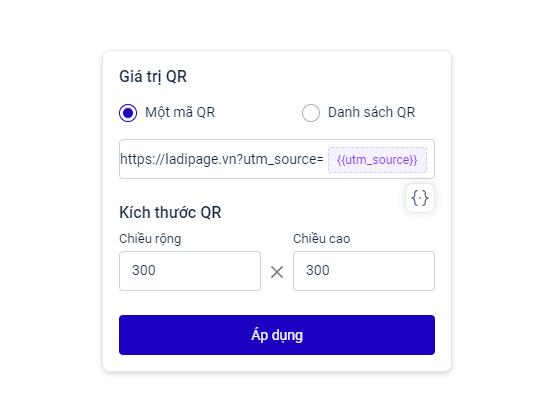 Giá trị QR
Một mã QR Danh sách QR
https://ladipage.vn?utm_source= {{utm_source}}
{·}
Kích thước QR
Chiều rộng Chiều cao
300 × 300
Áp dụng